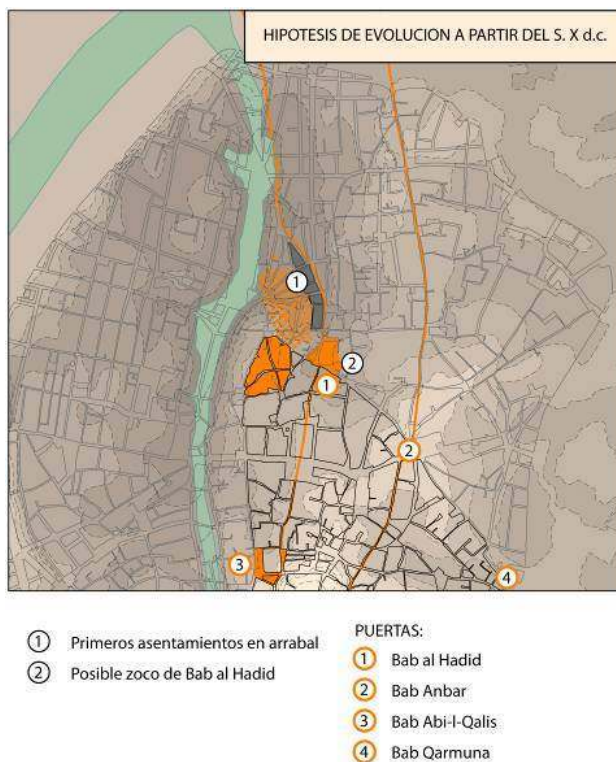 HIPOTESIS DE EVOLUCION A PARTIR DEL S. X d.c.
1
2
1
2
3
4
1 Primeros asentamientos en arrabal
2 Posible zoco de Bab al Hadid
PUERTAS:
1 Bab al Hadid
2 Bab Anbar
3 Bab Abi-l-Qalis
4 Bab Qarmuna